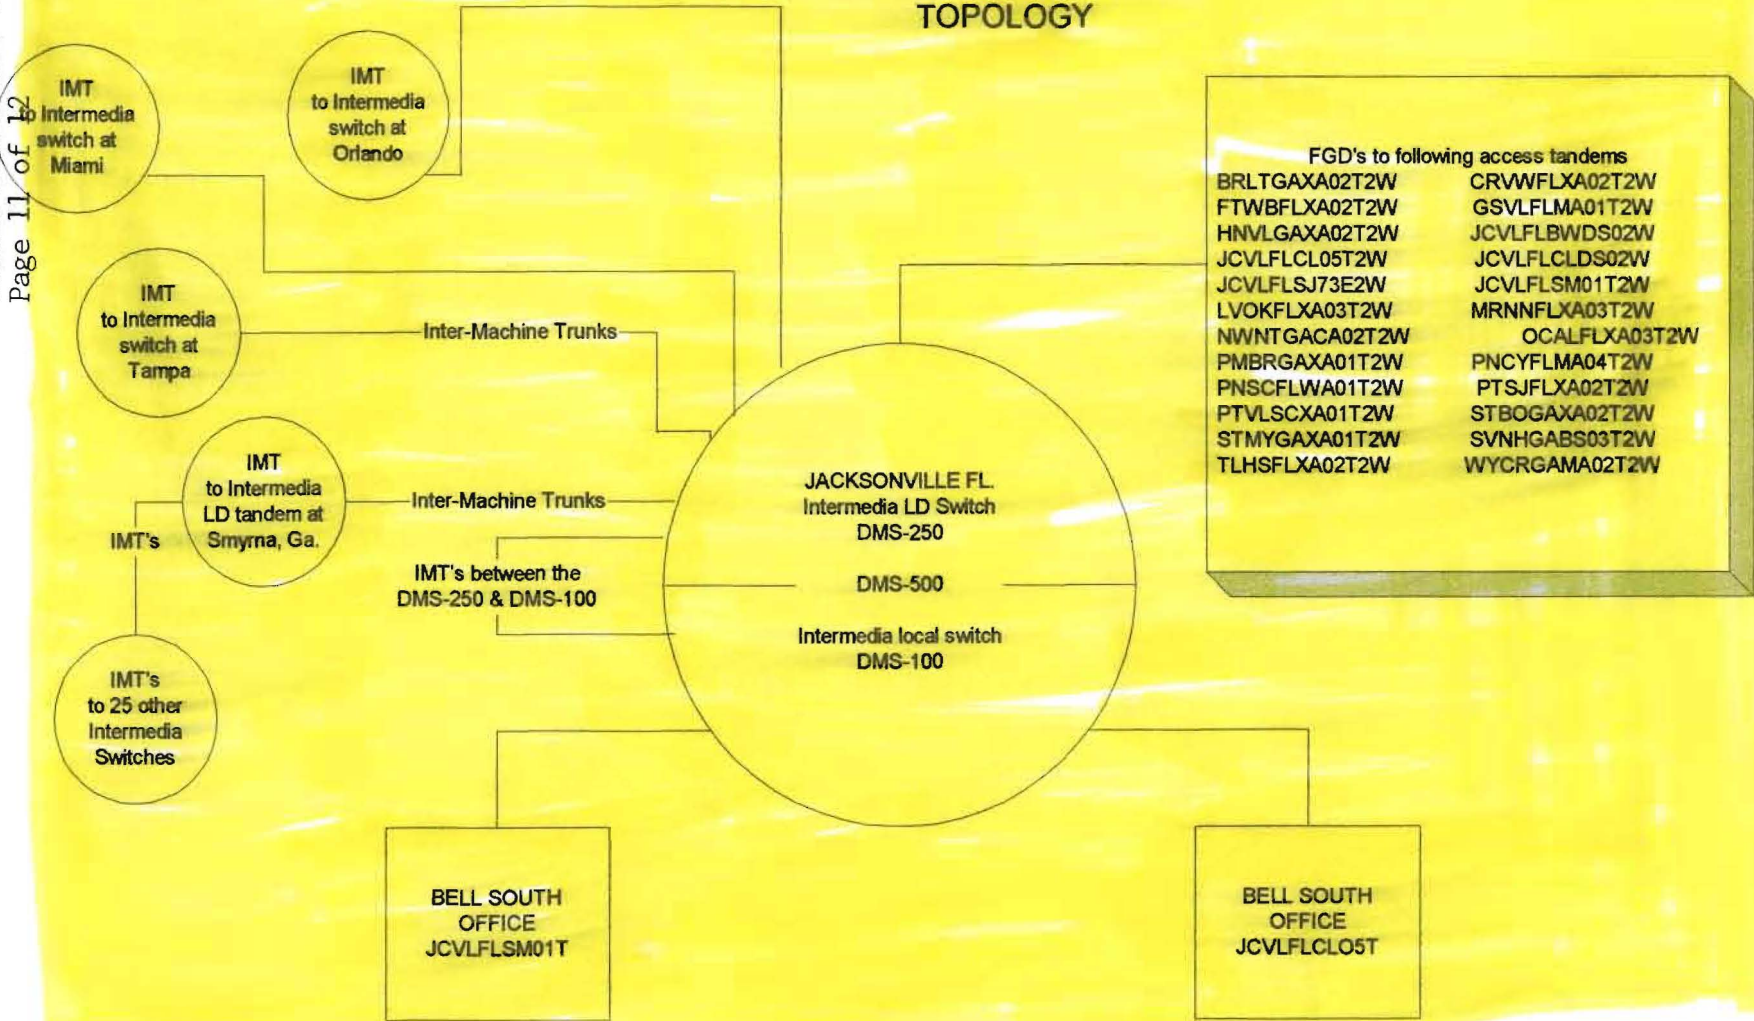 TOPOLOGY
Page 11 of 12
IMT
to Intermedia
switch at
Miami
IMT
to Intermedia
switch at
Orlando
IMT
to Intermedia
switch at
Tampa
Inter-Machine Trunks
IMT
to Intermedia
LD tandem at
Smyrna, Ga.
Inter-Machine Trunks
IMT's
IMT's between the
DMS-250 & DMS-100
IMT's
to 25 other
Intermedia
Switches
JACKSONVILLE FL.
Intermedia LD Switch
DMS-250
DMS-500
Intermedia local switch
DMS-100
FGD's to following access tandems
BRLTGAXA02T2W CRVWFLXA02T2W
FTWBFLXA02T2W GSVLFLMA01T2W
HNVLGAXA02T2W JCVLFLBWDS02W
JCVLFLCL05T2W JCVLFLCLDS02W
JCVLFLSJ73E2W JCVLFLSM01T2W
LVOKFLXA03T2W MRNNFLXA03T2W
NWNTGACA02T2W OCALFLXA03T2W
PMBRGAXA01T2W PNCYFLMA04T2W
PNSCFLWA01T2W PTSJFLXA02T2W
PTVLSCXA01T2W STBOGAXA02T2W
STMYGAXA01T2W SVNHGABS03T2W
TLHSFLXA02T2W WYCRGAMA02T2W
BELL SOUTH
OFFICE
JCVLFLSM01T
BELL SOUTH
OFFICE
JCVLFLCLO5T